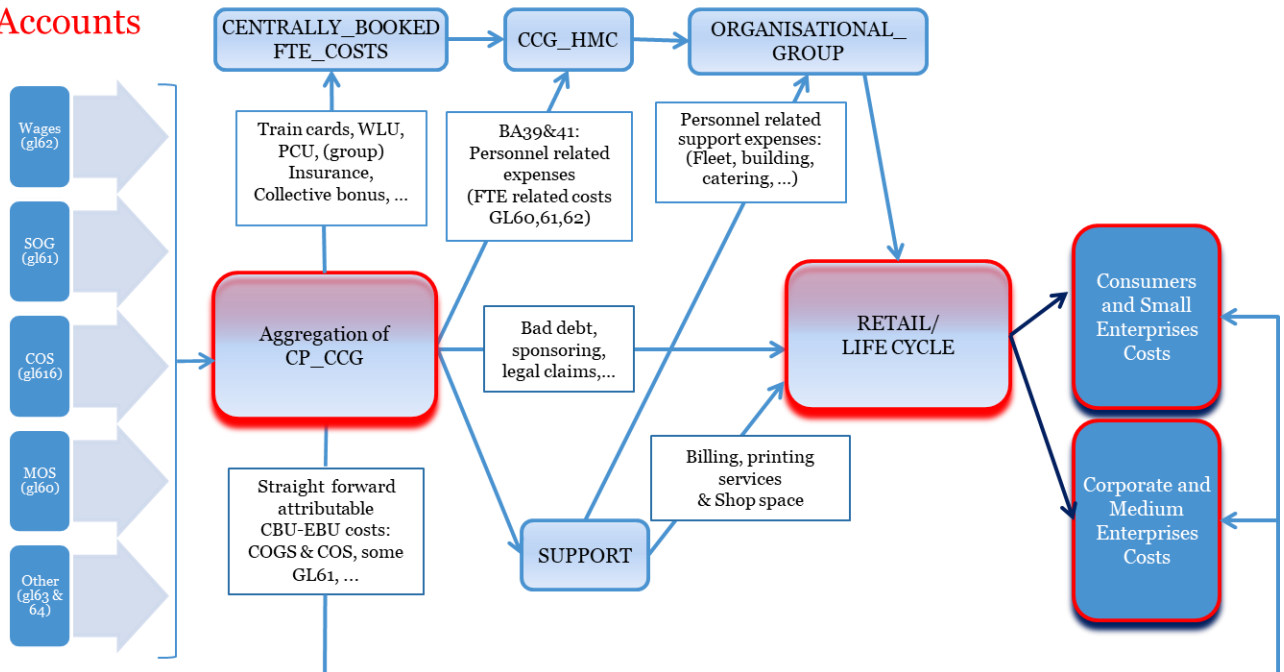 Accounts
CENTRALLY_BOOKED
FTE_COSTS
CCG_HMC
ORGANISATIONAL_
GROUP
Wages
(gl62)
SOG
(gl61)
COS
(gl616)
MOS
(gl60)
Other
(gl63 &
64)
Train cards, WLU,
PCU, (group)
Insurance,
Collective bonus, ...
BA39&41:
Personnel related
expenses
(FTE related costs
GL60,61,62)
Personnel related
support expenses:
(Fleet, building,
catering, ...)
Aggregation of
CP_CCG
Bad debt,
sponsoring,
legal claims,...
RETAIL/
LIFE CYCLE
Consumers
and Small
Enterprises
Costs
Straight forward
attributable
CBU-EBU costs:
COGS & COS, some
GL61, ...
SUPPORT
Billing, printing
services
& Shop space
Corporate and
Medium
Enterprises
Costs